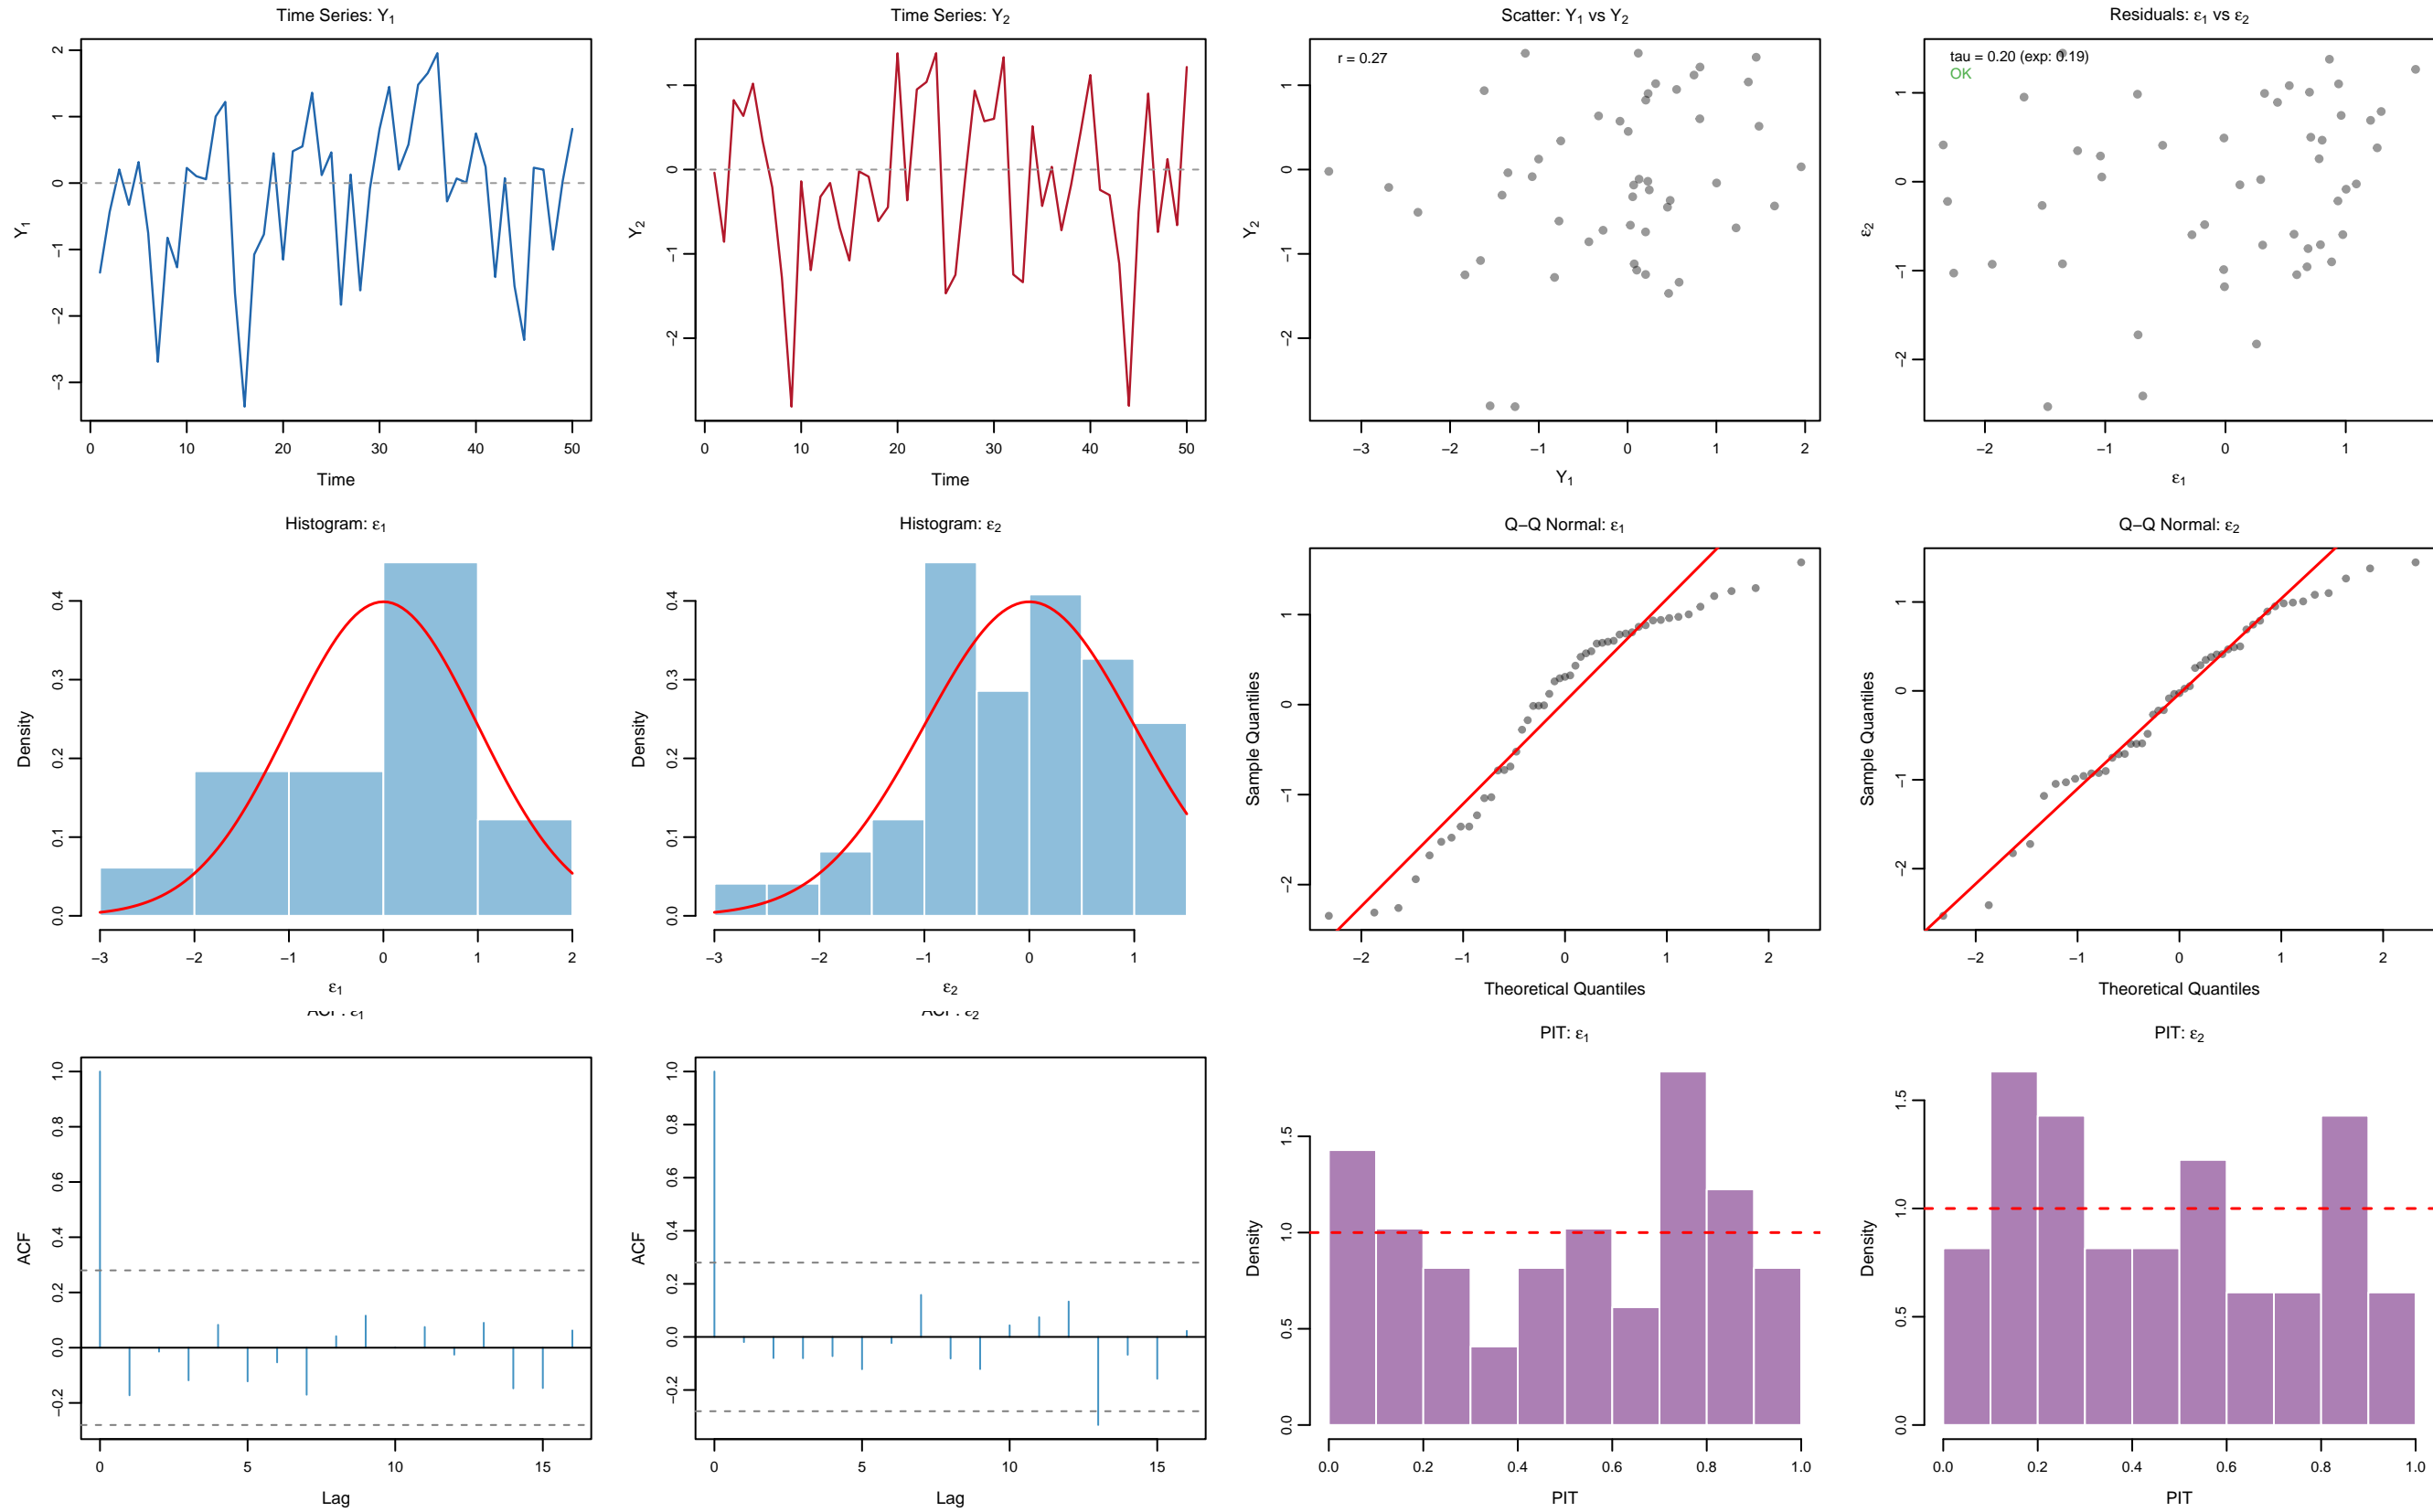 Time Series: Y1
Y1
2
1
0
−1
−2
−3
0 10 20 30 40 50
Time
Time Series: Y2
Y2
1
0
−1
−2
0 10 20 30 40 50
Time
Scatter: Y1 vs Y2
r = 0.27
Y2
1
0
−1
−2
−3 −2 −1 0 1 2
Y1
Residuals: ε1 vs ε2
tau = 0.20 (exp: 0.19)
OK
ε2
1
0
−1
−2
−2 −1 0 1
ε1
Histogram: ε1
Density
0.4
0.3
0.2
0.1
0.0
−3 −2 −1 0 1 2
ε1
Histogram: ε2
Density
0.4
0.3
0.2
0.1
0.0
−3 −2 −1 0 1
ε2
Q−Q Normal: ε1
Sample Quantiles
1
0
−1
−2
−2 −1 0 1 2
Theoretical Quantiles
Q−Q Normal: ε2
Sample Quantiles
1
0
−1
−2
−2 −1 0 1 2
Theoretical Quantiles
ACF: ε1
ACF
1.0
0.8
0.6
0.4
0.2
0.0
−0.2
0 5 10 15
Lag
ACF: ε2
ACF
1.0
0.8
0.6
0.4
0.2
0.0
−0.2
0 5 10 15
Lag
PIT: ε1
Density
1.5
1.0
0.5
0.0
0.0 0.2 0.4 0.6 0.8 1.0
PIT
PIT: ε2
Density
1.5
1.0
0.5
0.0
0.0 0.2 0.4 0.6 0.8 1.0
PIT